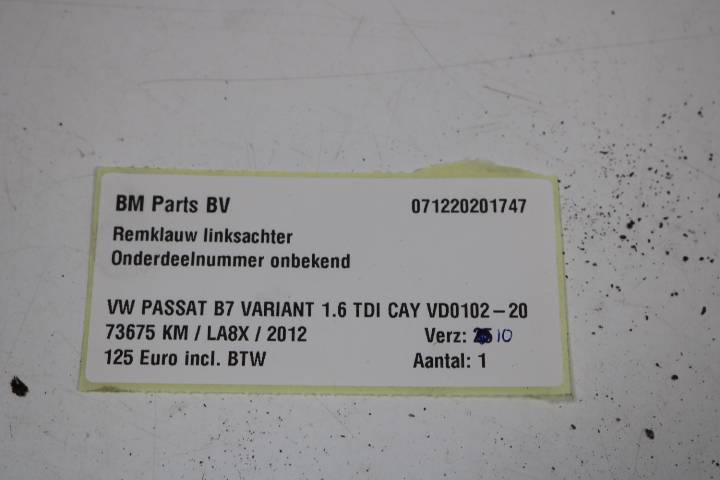 BM Parts BV 071220201747
Remklauw linksachter
Onderdeelnummer onbekend
VW PASSAT B7 VARIANT 1.6 TDI CAY VD0102-20
73675 KM / LA8X / 2012 Verz: 10
125 Euro incl. BTW Aantal: 1